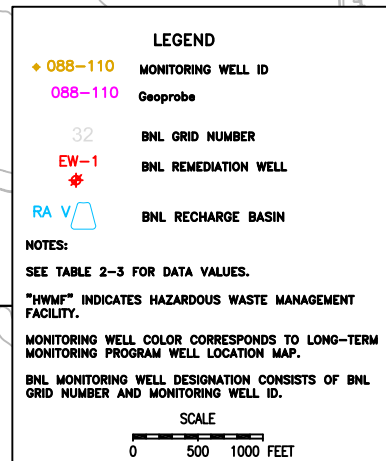 LEGEND
088-110 MONITORING WELL ID
088-110 Geoprobe
32 BNL GRID NUMBER
EW-1 BNL REMEDIATION WELL
RA V BNL RECHARGE BASIN
NOTES:
SEE TABLE 2-3 FOR DATA VALUES.
"HWMF" INDICATES HAZARDOUS WASTE MANAGEMENT
FACILITY.
MONITORING WELL COLOR CORRESPONDS TO LONG-TERM
MONITORING PROGRAM WELL LOCATION MAP.
BNL MONITORING WELL DESIGNATION CONSISTS OF BNL
GRID NUMBER AND MONITORING WELL ID.
SCALE
0 500 1000 FEET